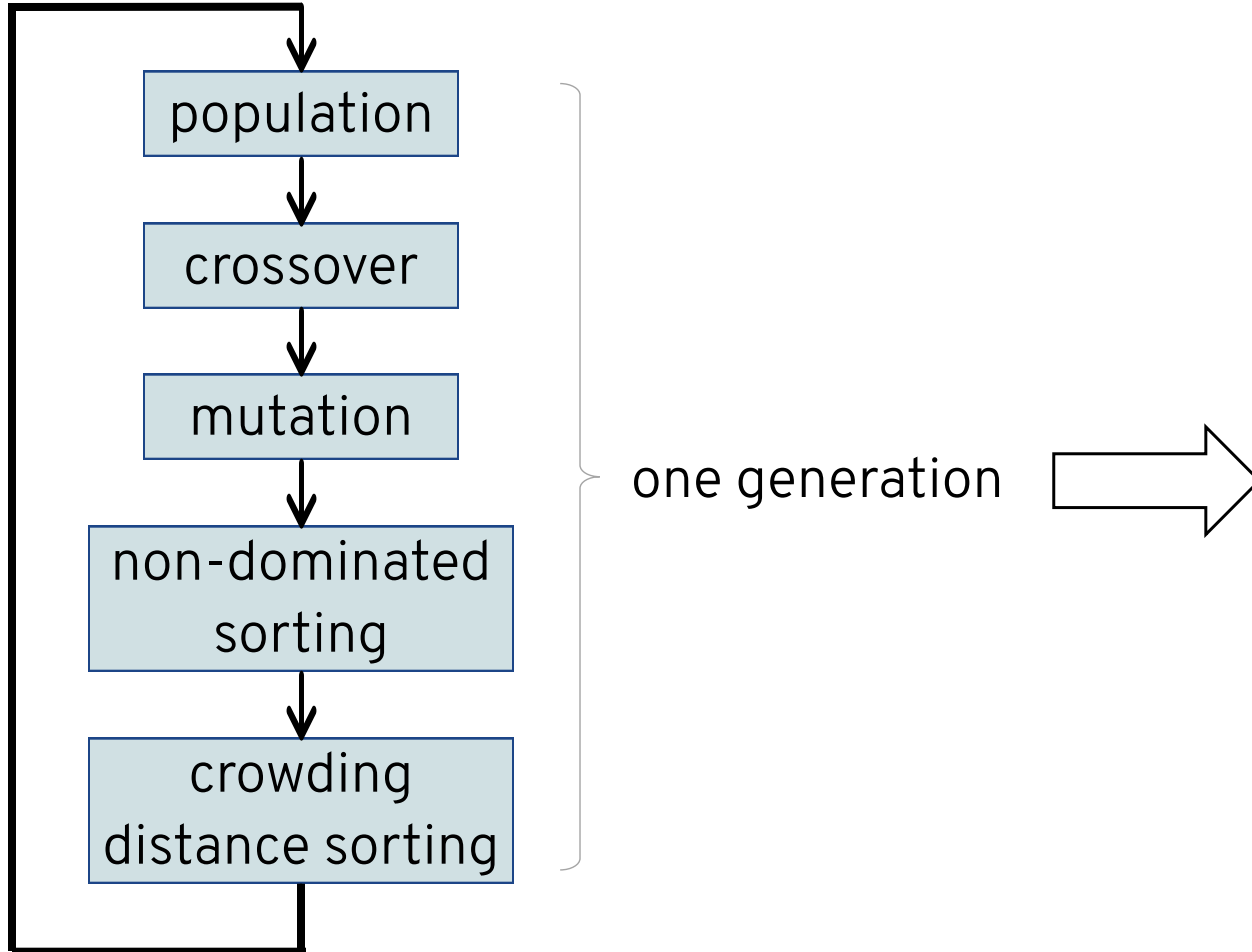 population
crossover
mutation
non-dominated
sorting
crowding
distance sorting
one generation